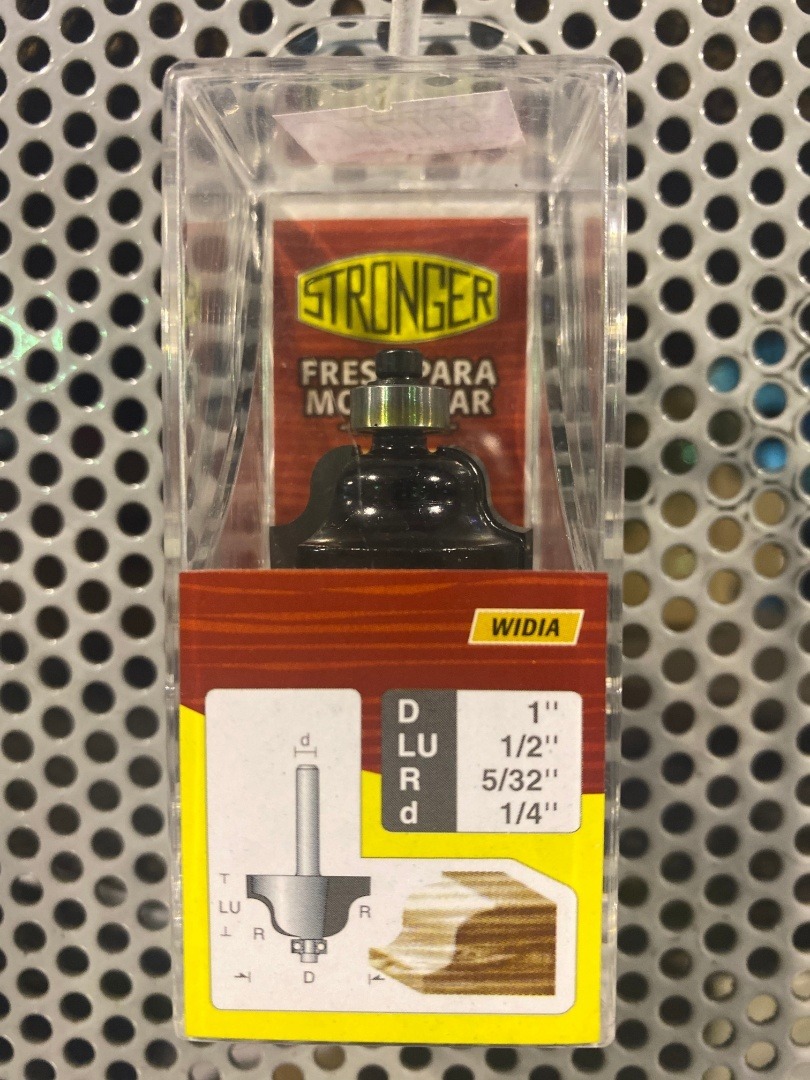 STRONGER
PARA
WIDIA
D 1"
LU 1/2"
R 5/32"
d 1/4"
d
LU
R
R
D